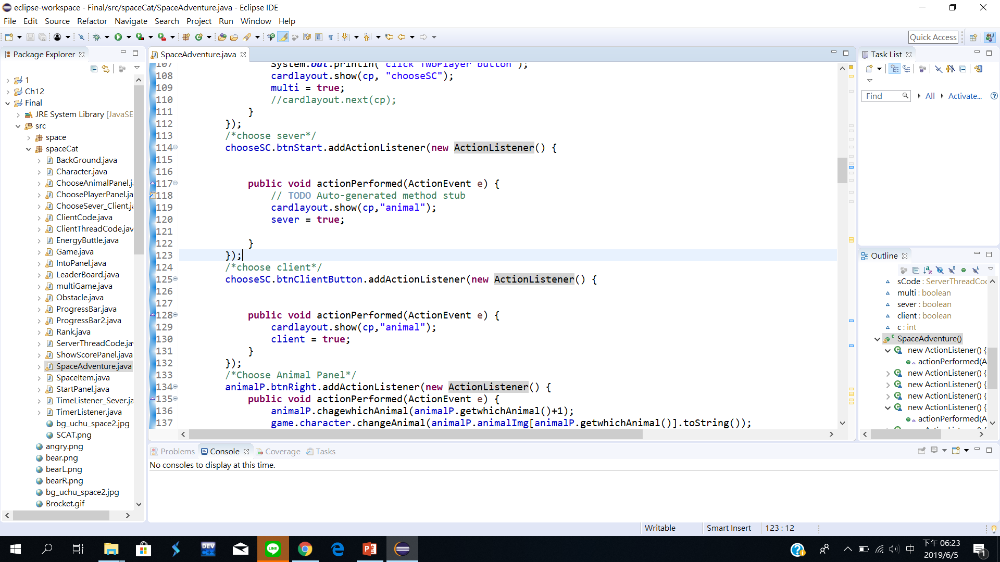 eclipse-workspace - Final/src/spaceCat/SpaceAdventure.java - Eclipse IDE
File Edit Source Refactor Navigate Search Project Run Window Help
Quick Access
Package Explorer
1
Ch12
Final
JRE System Library [JavaSE
src
space
spaceCat
BackGround.java
Character.java
ChooseAnimalPanel.ja
ChoosePlayerPanel.ja
ChooseSever_Client.ja
ClientCode.java
ClientThreadCode.jav
EnergyButtle.java
Game.java
IntoPanel.java
LeaderBoard.java
multiGame.java
Obstacle.java
ProgressBar.java
ProgressBar2.java
Rank.java
ServerThreadCode.jav
ShowScorePanel.java
SpaceAdventure.java
SpaceItem.java
StartPanel.java
TimeListener_Sever.ja
TimerListener.java
bg_uchu_space2.jpg
SCAT.png
angry.png
bear.png
bearL.png
bearR.png
bg_uchu_space2.jpg
Brocket.gif
SpaceAdventure.java
107 System.out.println("click TwoPlayer button");
108 cardlayout.show(cp, "chooseSC");
109 multi = true;
110 //cardlayout.next(cp);
111 }
112 });
113 /*choose sever*/
114 chooseSC.btnStart.addActionListener(new ActionListener() {
115
116
117 public void actionPerformed(ActionEvent e) {
118 // TODO Auto-generated method stub
119 cardlayout.show(cp,"animal");
120 sever = true;
121
122 }
123 });
124 /*choose client*/
125 chooseSC.btnClientButton.addActionListener(new ActionListener() {
126
127
128 public void actionPerformed(ActionEvent e) {
129 cardlayout.show(cp,"animal");
130 client = true;
131 }
132 });
133 /*Choose Animal Panel*/
134 animalP.btnRight.addActionListener(new ActionListener() {
135 public void actionPerformed(ActionEvent e) {
136 animalP.chagewhichAnimal(animalP.getwhichAnimal()+1);
137 game.character.changeAnimal(animalP.animalImg[animalP.getwhichAnimal()].toString());
Task List
Find All Activate...
Outline
sCode : ServerThreadCod
multi : boolean
sever : boolean
client : boolean
c : int
SpaceAdventure()
new ActionListener() {
actionPerformed(A
new ActionListener() {
new ActionListener() {
new ActionListener() {
new ActionListener() {
actionPerformed(A
Problems Console Coverage Tasks
No consoles to display at this time.
Writable Smart Insert 123 : 12
DEV
LINE
中
下午 06:23
2019/6/5
1